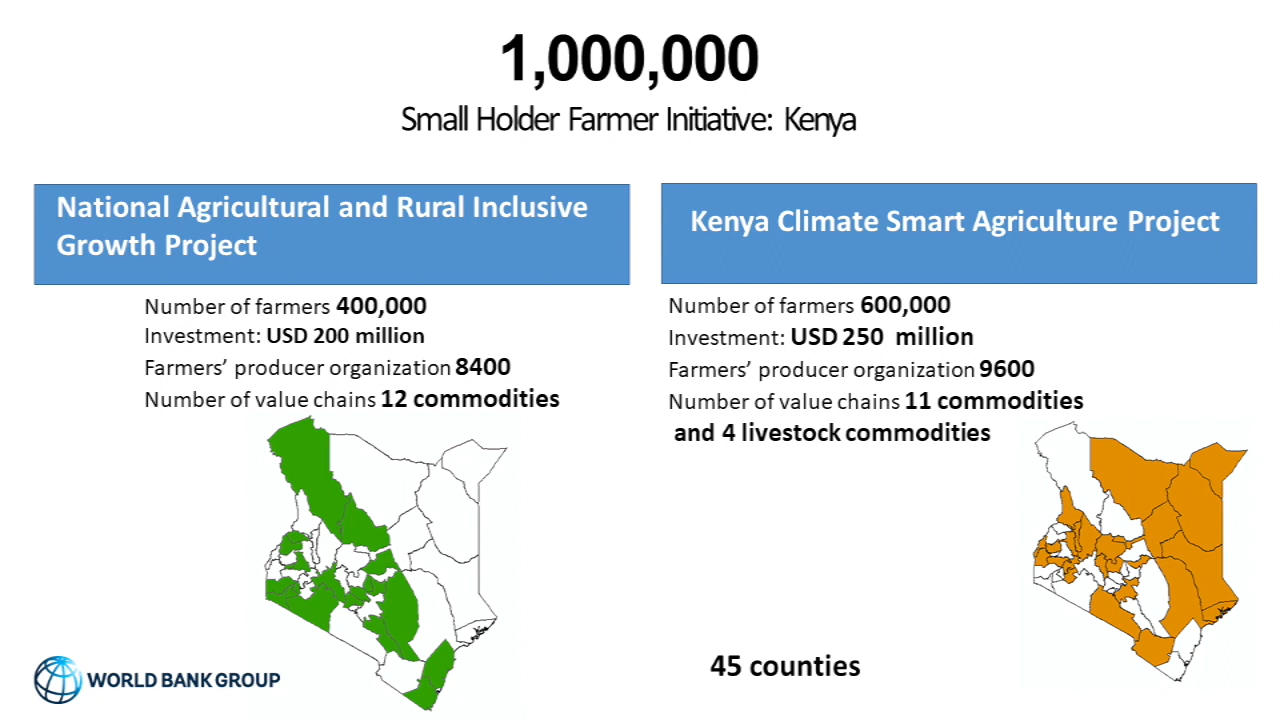 1,000,000
Small Holder Farmer Initiative: Kenya
National Agricultural and Rural Inclusive
Growth Project
Number of farmers 400,000
Investment: USD 200 million
Farmers’ producer organization 8400
Number of value chains 12 commodities
Kenya Climate Smart Agriculture Project
Number of farmers 600,000
Investment: USD 250 million
Farmers’ producer organization 9600
Number of value chains 11 commodities
and 4 livestock commodities
45 counties
WORLD BANK GROUP